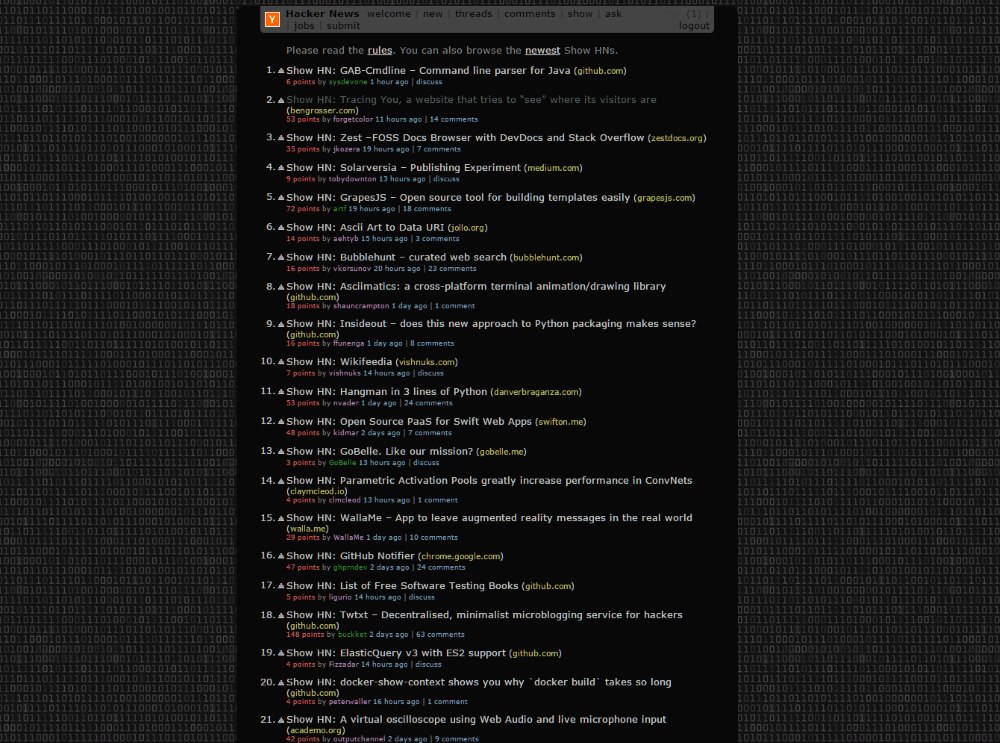 Y Hacker News welcome | new | threads | comments | show | ask (1) |
| jobs | submit logout
Please read the rules. You can also browse the newest Show HNs.
1. Show HN: GAB-Cmdline – Command line parser for Java (github.com)
6 points by sysdevone 1 hour ago | discuss
2. Show HN: Tracing You, a website that tries to “see” where its visitors are
(bengrosser.com)
53 points by forgetcolor 11 hours ago | 14 comments
3. Show HN: Zest –FOSS Docs Browser with DevDocs and Stack Overflow (zestdocs.org)
35 points by jkozera 19 hours ago | 7 comments
4. Show HN: Solarversia – Publishing Experiment (medium.com)
9 points by tobydownton 13 hours ago | discuss
5. Show HN: GrapesJS – Open source tool for building templates easily (grapesjs.com)
72 points by artf 19 hours ago | 18 comments
6. Show HN: Ascii Art to Data URI (jollo.org)
14 points by aehtyb 13 hours ago | 3 comments
7. Show HN: Bubblehunt – curated web search (bubblehunt.com)
16 points by vkorsunov 20 hours ago | 23 comments
8. Show HN: Asclimatics: a cross-platform terminal animation/drawing library
(github.com)
18 points by shauncrampton 1 day ago | 1 comment
9. Show HN: Insideout – does this new approach to Python packaging makes sense?
(github.com)
16 points by ffunenga 1 day ago | 8 comments
10. Show HN: Wikifeedia (vishnuks.com)
7 points by vishnuks 14 hours ago | discuss
11. Show HN: Hangman in 3 lines of Python (danverbraganza.com)
53 points by nvader 1 day ago | 24 comments
12. Show HN: Open Source PaaS for Swift Web Apps (swifton.me)
48 points by kidmar 2 days ago | 7 comments
13. Show HN: GoBelle. Like our mission? (gobelle.me)
3 points by GoBelle 13 hours ago | discuss
14. Show HN: Parametric Activation Pools greatly increase performance in ConvNets
(claymcleod.io)
4 points by clmcleod 13 hours ago | 1 comment
15. Show HN: WallaMe – App to leave augmented reality messages in the real world
(walla.me)
29 points by WallaMe 1 day ago | 10 comments
16. Show HN: GitHub Notifier (chrome.google.com)
47 points by ghprndev 2 days ago | 24 comments
17. Show HN: List of Free Software Testing Books (github.com)
5 points by ligurio 14 hours ago | discuss
18. Show HN: Twtxt – Decentralised, minimalist microblogging service for hackers
(github.com)
148 points by buckket 2 days ago | 63 comments
19. Show HN: ElasticQuery v3 with ES2 support (github.com)
4 points by Fizzadar 14 hours ago | discuss
20. Show HN: docker-show-context shows you why `docker build` takes so long
(github.com)
4 points by peterwaller 16 hours ago | 1 comment
21. Show HN: A virtual oscilloscope using Web Audio and live microphone input
(academo.org)
42 points by outputchannel 2 days ago | 9 comments